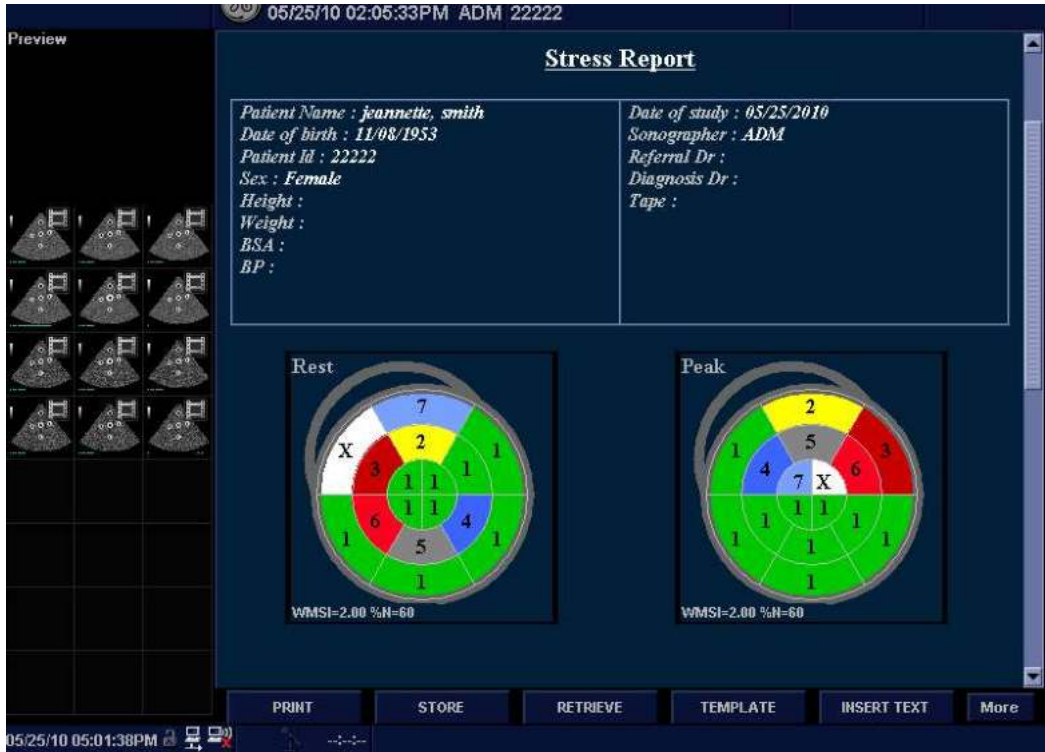 05/25/10 02:05:33PM ADM 22222
Preview
Stress Report
Patient Name : jeannette, smith
Date of birth : 11/08/1953
Patient Id : 22222
Sex : Female
Height :
Weight :
BSA :
BP :
Date of study : 05/25/2010
Sonographer : ADM
Referral Dr :
Diagnosis Dr :
Tape :
Rest
7
X 2 1
3 1
1 1
1 1
6 4
1 5 1
1
WMSI=2.00 %N=60
Peak
2
1 5 3
4 6
7 X
1 1
1 1
1 1 1
1
WMSI=2.00 %N=60
PRINT STORE RETRIEVE TEMPLATE INSERT TEXT More
05/25/10 05:01:38PM --:--:--